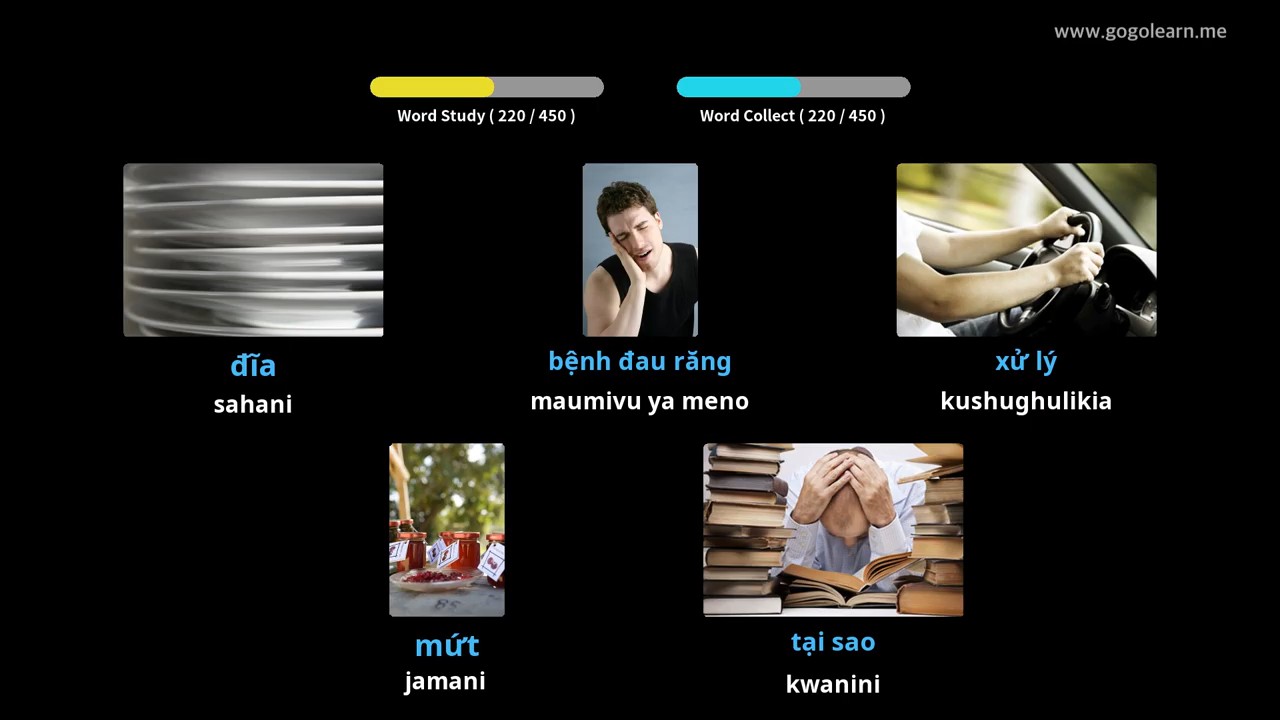 www.gogolearn.me
Word Study ( 220 / 450 )
Word Collect ( 220 / 450 )
đĩa
sahani
bệnh đau răng
maumivu ya meno
xử lý
kushughulikia
mứt
jamani
tại sao
kwanini